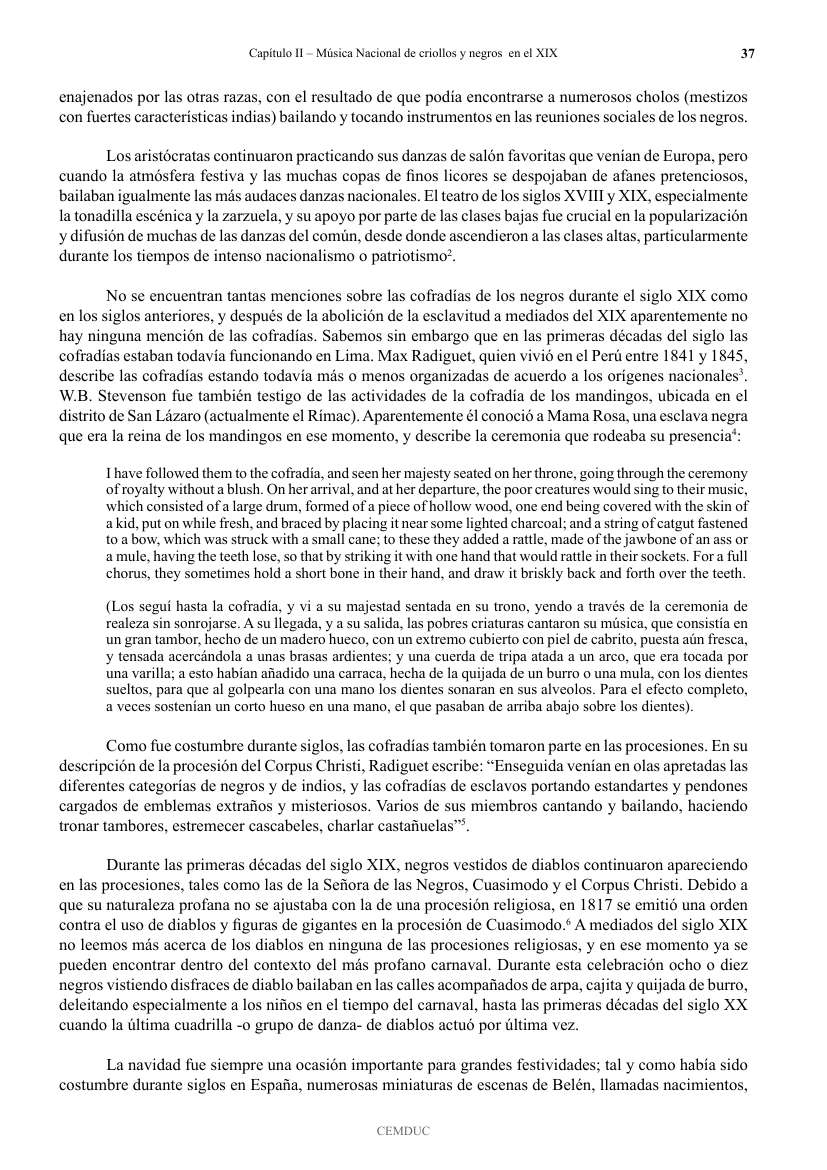 Capítulo II – Música Nacional de criollos y negros  en el XIX
37
enajenados por las otras razas, con el resultado de que podía encontrarse a numerosos cholos (mestizos
con fuertes características indias) bailando y tocando instrumentos en las reuniones sociales de los negros.
Los aristócratas continuaron practicando sus danzas de salón favoritas que venían de Europa, pero
cuando la atmósfera festiva y las muchas copas de finos licores se despojaban de afanes pretenciosos,
bailaban igualmente las más audaces danzas nacionales. El teatro de los siglos XVIII y XIX, especialmente
la tonadilla escénica y la zarzuela, y su apoyo por parte de las clases bajas fue crucial en la popularización
y difusión de muchas de las danzas del común, desde donde ascendieron a las clases altas, particularmente
durante los tiempos de intenso nacionalismo o patriotismo².
No se encuentran tantas menciones sobre las cofradías de los negros durante el siglo XIX como
en los siglos anteriores, y después de la abolición de la esclavitud a mediados del XIX aparentemente no
hay ninguna mención de las cofradías. Sabemos sin embargo que en las primeras décadas del siglo las
cofradías estaban todavía funcionando en Lima. Max Radiguet, quien vivió en el Perú entre 1841 y 1845,
describe las cofradías estando todavía más o menos organizadas de acuerdo a los orígenes nacionales³.
W.B. Stevenson fue también testigo de las actividades de la cofradía de los mandingos, ubicada en el
distrito de San Lázaro (actualmente el Rímac). Aparentemente él conoció a Mama Rosa, una esclava negra
que era la reina de los mandingos en ese momento, y describe la ceremonia que rodeaba su presencia⁴:
I have followed them to the cofradía, and seen her majesty seated on her throne, going through the ceremony
of royalty without a blush. On her arrival, and at her departure, the poor creatures would sing to their music,
which consisted of a large drum, formed of a piece of hollow wood, one end being covered with the skin of
a kid, put on while fresh, and braced by placing it near some lighted charcoal; and a string of catgut fastened
to a bow, which was struck with a small cane; to these they added a rattle, made of the jawbone of an ass or
a mule, having the teeth lose, so that by striking it with one hand that would rattle in their sockets. For a full
chorus, they sometimes hold a short bone in their hand, and draw it briskly back and forth over the teeth.
(Los seguí hasta la cofradía, y vi a su majestad sentada en su trono, yendo a través de la ceremonia de
realeza sin sonrojarse. A su llegada, y a su salida, las pobres criaturas cantaron su música, que consistía en
un gran tambor, hecho de un madero hueco, con un extremo cubierto con piel de cabrito, puesta aún fresca,
y tensada acercándola a unas brasas ardientes; y una cuerda de tripa atada a un arco, que era tocada por
una varilla; a esto habían añadido una carraca, hecha de la quijada de un burro o una mula, con los dientes
sueltos, para que al golpearla con una mano los dientes sonaran en sus alveolos. Para el efecto completo,
a veces sostenían un corto hueso en una mano, el que pasaban de arriba abajo sobre los dientes).
Como fue costumbre durante siglos, las cofradías también tomaron parte en las procesiones. En su
descripción de la procesión del Corpus Christi, Radiguet escribe: “Enseguida venían en olas apretadas las
diferentes categorías de negros y de indios, y las cofradías de esclavos portando estandartes y pendones
cargados de emblemas extraños y misteriosos. Varios de sus miembros cantando y bailando, haciendo
tronar tambores, estremecer cascabeles, charlar castañuelas”⁵.
Durante las primeras décadas del siglo XIX, negros vestidos de diablos continuaron apareciendo
en las procesiones, tales como las de la Señora de las Negros, Cuasimodo y el Corpus Christi. Debido a
que su naturaleza profana no se ajustaba con la de una procesión religiosa, en 1817 se emitió una orden
contra el uso de diablos y figuras de gigantes en la procesión de Cuasimodo.⁶ A mediados del siglo XIX
no leemos más acerca de los diablos en ninguna de las procesiones religiosas, y en ese momento ya se
pueden encontrar dentro del contexto del más profano carnaval. Durante esta celebración ocho o diez
negros vistiendo disfraces de diablo bailaban en las calles acompañados de arpa, cajita y quijada de burro,
deleitando especialmente a los niños en el tiempo del carnaval, hasta las primeras décadas del siglo XX
cuando la última cuadrilla -o grupo de danza- de diablos actuó por última vez.
La navidad fue siempre una ocasión importante para grandes festividades; tal y como había sido
costumbre durante siglos en España, numerosas miniaturas de escenas de Belén, llamadas nacimientos,
CEMDUC